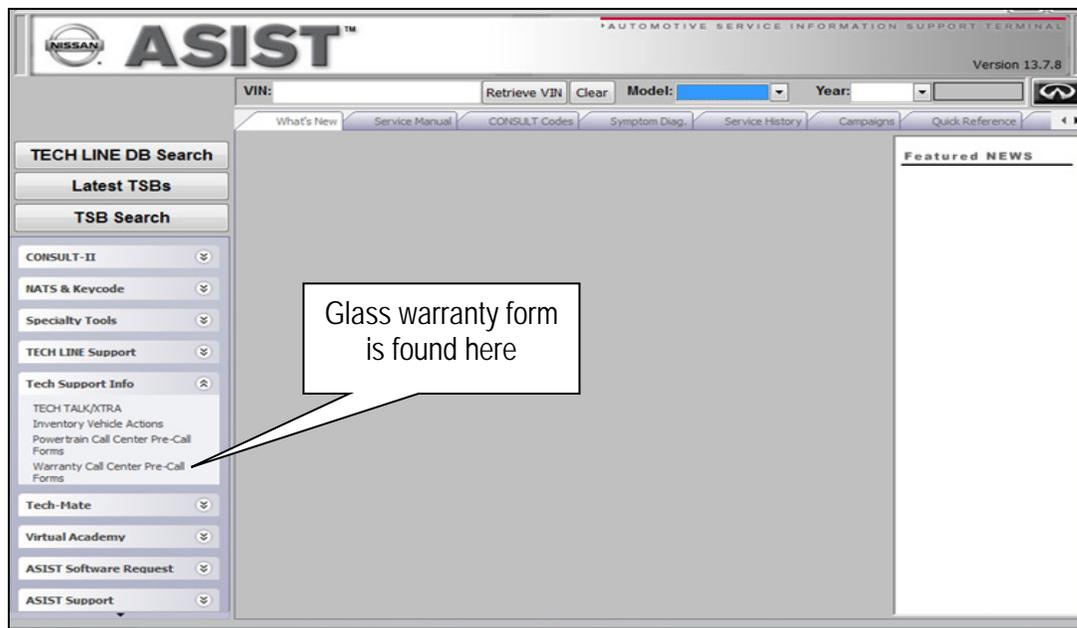 NISSAN ASIST™
AUTOMOTIVE SERVICE INFORMATION SUPPORT TERMINAL
Version 13.7.8
VIN: Retrieve VIN Clear Model: Year:
What's New Service Manual CONSULT Codes Symptom Diag. Service History Campaigns Quick Reference
TECH LINE DB Search
Latest TSBs
TSB Search
Featured NEWS
CONSULT-II
NATS & Keycode
Specialty Tools
TECH LINE Support
Tech Support Info
TECH TALK/XTRA
Inventory Vehicle Actions
Powertrain Call Center Pre-Call
Forms
Warranty Call Center Pre-Call
Forms
Tech-Mate
Virtual Academy
ASIST Software Request
ASIST Support
Glass warranty form
is found here